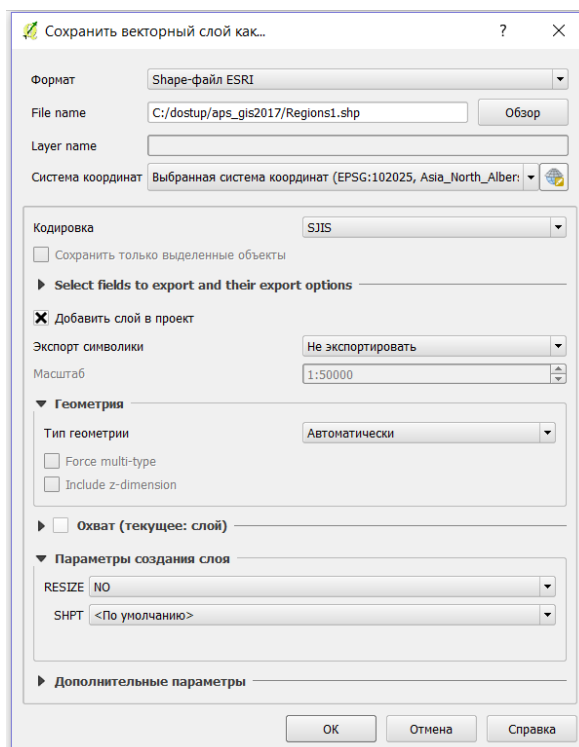 Сохранить векторный слой как...
Формат Shape-файл ESRI
File name C:/dostup/aps_gis2017/Regions1.shp Обзор
Layer name
Система координат Выбранная система координат (EPSG:102025, Asia_North_Albers
Кодировка SJIS
Сохранить только выделенные объекты
Select fields to export and their export options
Добавить слой в проект
Экспорт символики Не экспортировать
Масштаб 1:50000
Геометрия
Тип геометрии Автоматически
Force multi-type
Include z-dimension
Охват (текущее: слой)
Параметры создания слоя
RESIZE NO
SHPT <По умолчанию>
Дополнительные параметры
OK Отмена Справка